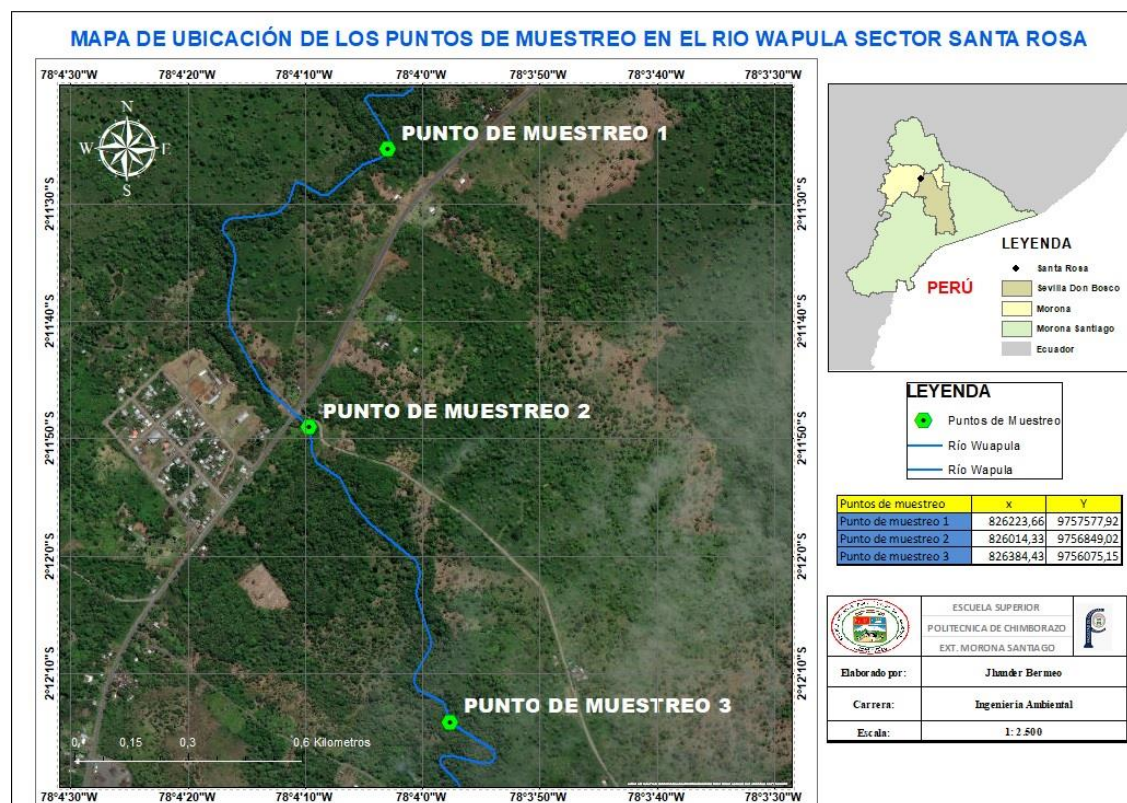 MAPA DE UBICACIÓN DE LOS PUNTOS DE MUESTREO EN EL RIO WAPULA SECTOR SANTA ROSA
78°4'30"W 78°4'20"W 78°4'10"W 78°4'0"W 78°3'50"W 78°3'40"W 78°3'30"W
N
W E
S
PUNTO DE MUESTREO 1
PUNTO DE MUESTREO 2
PUNTO DE MUESTREO 3
2°11'30"S
2°11'40"S
2°11'50"S
2°12'0"S
2°12'10"S
2°11'30"S
2°11'40"S
2°11'50"S
2°12'0"S
2°12'10"S
0 0,15 0,3 0,6 Kilometros
78°4'30"W 78°4'20"W 78°4'10"W 78°4'0"W 78°3'50"W 78°3'40"W 78°3'30"W
PERÚ
LEYENDA
Santa Rosa
Sevilla Don Bosco
Morona
Morona Santiago
Ecuador
LEYENDA
Puntos de Muestreo
Río Wuapula
Río Wapula
Puntos de muestreo x Y
Punto de muestreo 1 826223,66 9757577,92
Punto de muestreo 2 826014,33 9756849,02
Punto de muestreo 3 826384,43 9756075,15
ESCUELA SUPERIOR
POLITECNICA DE CHIMBORAZO
EXT. MORONA SANTIAGO
Elaborado por: Jhander Bermeo
Carrera: Ingeniería Ambiental
Escala: 1: 2.500